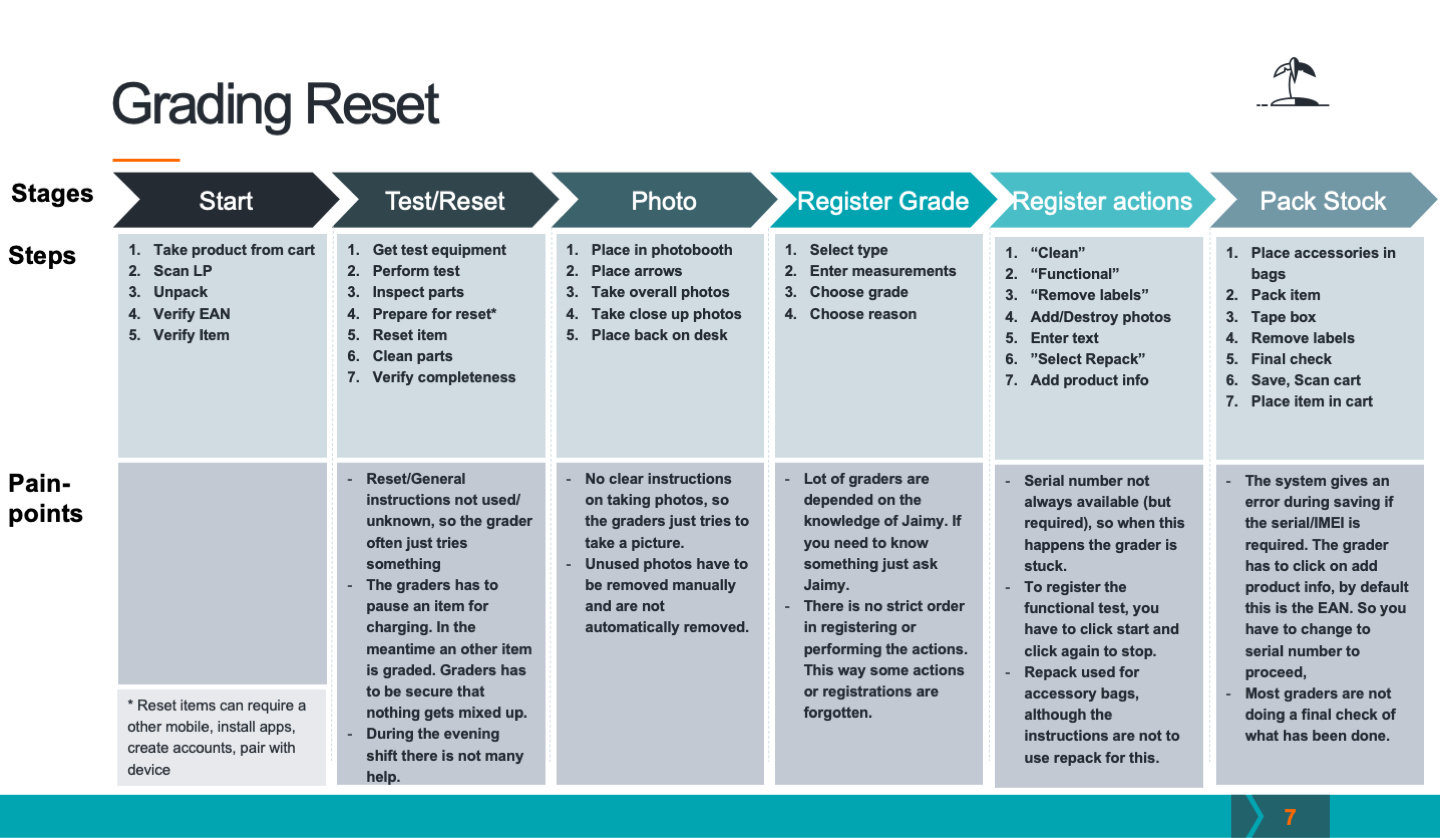 Grading Reset
Stages
Start
Test/Reset
Photo
Register Grade
Register actions
Pack Stock
Steps
1. Take product from cart
2. Scan LP
3. Unpack
4. Verify EAN
5. Verify Item
1. Get test equipment
2. Perform test
3. Inspect parts
4. Prepare for reset*
5. Reset item
6. Clean parts
7. Verify completeness
1. Place in photobooth
2. Place arrows
3. Take overall photos
4. Take close up photos
5. Place back on desk
1. Select type
2. Enter measurements
3. Choose grade
4. Choose reason
1. “Clean”
2. “Functional”
3. “Remove labels”
4. Add/Destroy photos
5. Enter text
6. ”Select Repack”
7. Add product info
1. Place accessories in
bags
2. Pack item
3. Tape box
4. Remove labels
5. Final check
6. Save, Scan cart
7. Place item in cart
Pain-
points
- Reset/General
instructions not used/
unknown, so the grader
often just tries
something
- The graders has to
pause an item for
charging. In the
meantime an other item
is graded. Graders has
to be secure that
nothing gets mixed up.
- During the evening
shift there is not many
help.
- No clear instructions
on taking photos, so
the graders just tries to
take a picture.
- Unused photos have to
be removed manually
and are not
automatically removed.
- Lot of graders are
depended on the
knowledge of Jaimy. If
you need to know
something just ask
Jaimy.
- There is no strict order
in registering or
performing the actions.
This way some actions
or registrations are
forgotten.
- Serial number not
always available (but
required), so when this
happens the grader is
stuck.
- To register the
functional test, you
have to click start and
click again to stop.
- Repack used for
accessory bags,
although the
instructions are not to
use repack for this.
- The system gives an
error during saving if
the serial/IMEI is
required. The grader
has to click on add
product info, by default
this is the EAN. So you
have to change to
serial number to
proceed,
- Most graders are not
doing a final check of
what has been done.
* Reset items can require a
other mobile, install apps,
create accounts, pair with
device
7